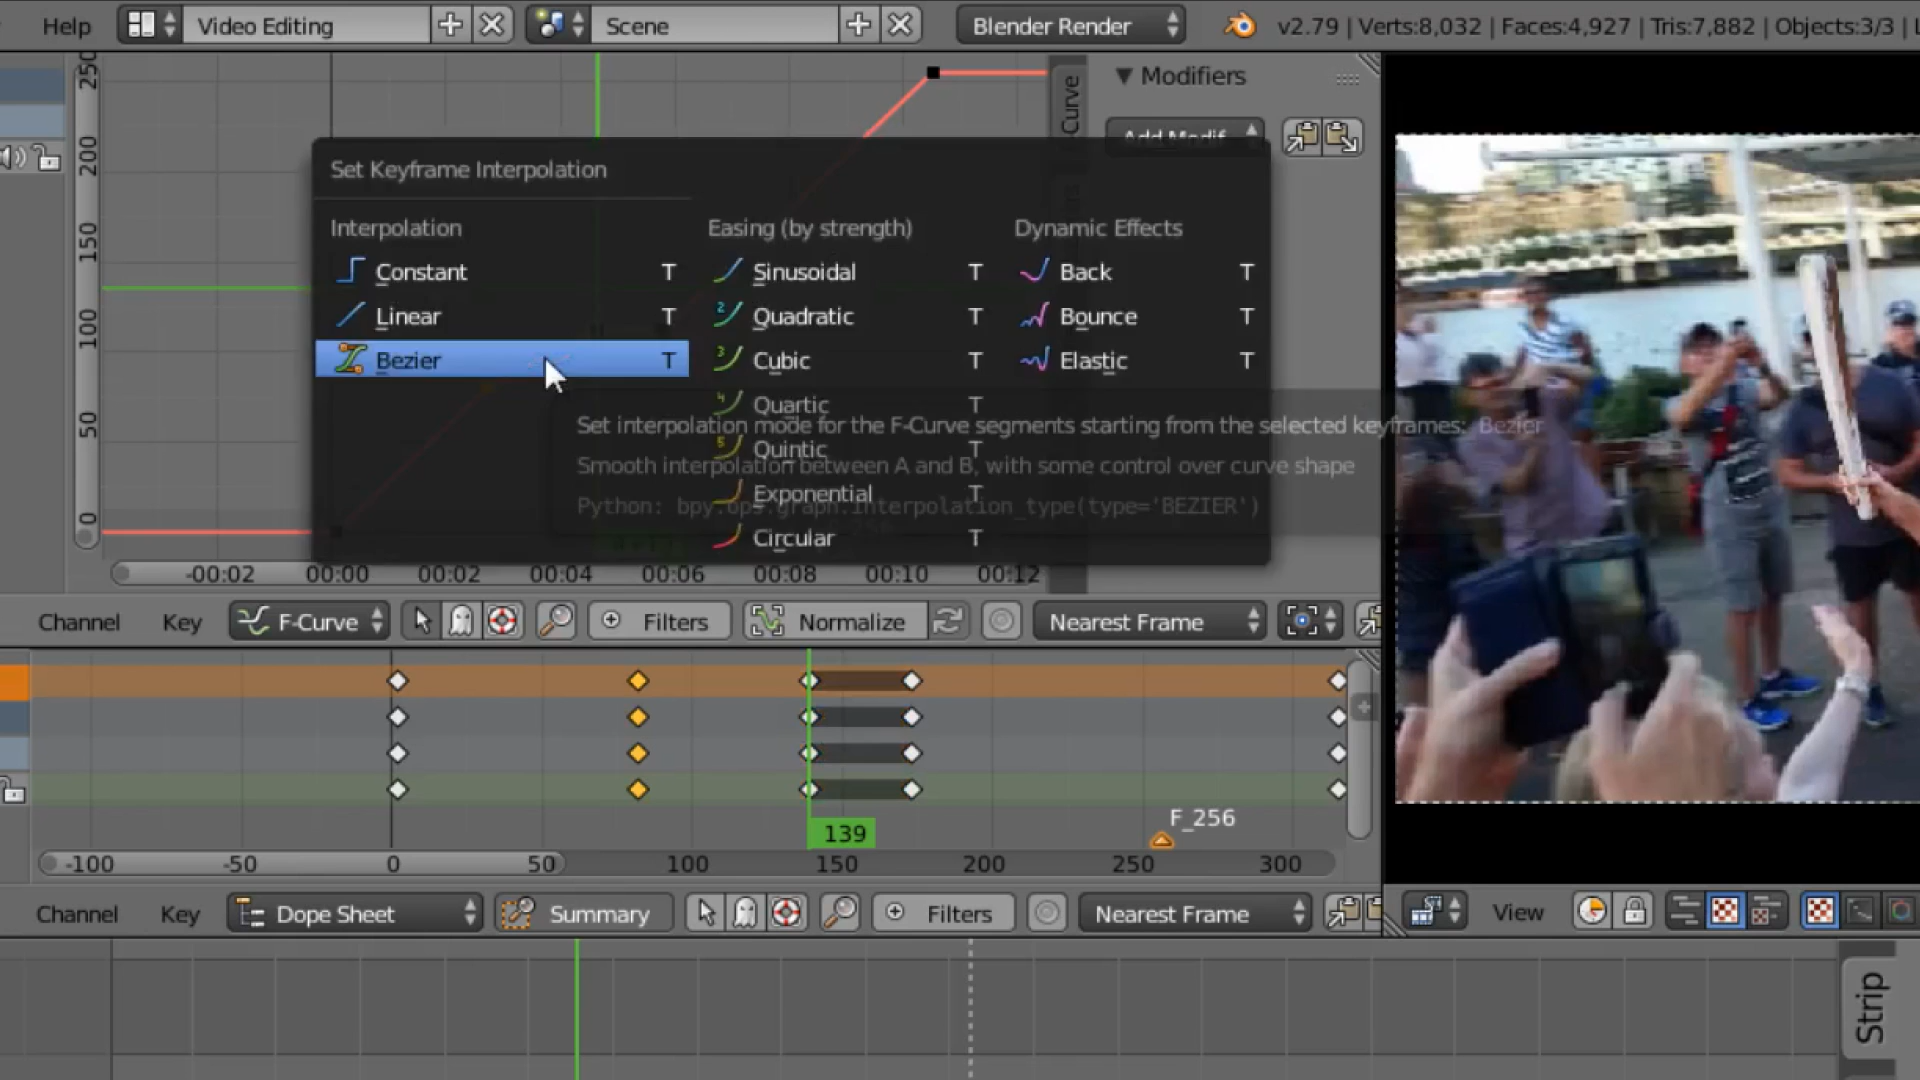 Help Video Editing Scene Blender Render v2.79 | Verts:8,032 | Faces:4,927 | Tris:7,882 | Objects:3/3 | L
250
200
150
100
50
0
Curve
Modifiers
Set Keyframe Interpolation
Interpolation
Constant T
Linear T
Bezier T
Easing (by strength)
Sinusoidal T
Quadratic T
Cubic T
Quartic T
Quintic T
Exponential T
Circular T
Dynamic Effects
Back T
Bounce T
Elastic T
Set interpolation mode for the F-Curve segments starting from the selected keyframes: Bezier
Smooth interpolation between A and B, with some control over curve shape
Python: bpy.ops.graph.interpolation_type(type='BEZIER')
-00:02 00:00 00:02 00:04 00:06 00:08 00:10 00:12
Channel Key F-Curve Filters Normalize Nearest Frame
F_256
139
-100 -50 0 50 100 150 200 250 300
Channel Key Dope Sheet Summary Filters Nearest Frame
View
Strip